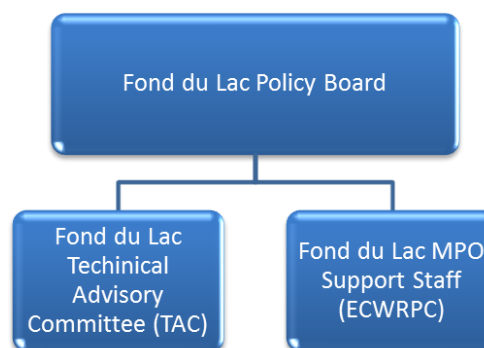 Fond du Lac Policy Board
Fond du Lac
Techinical
Advisory
Committee (TAC)
Fond du Lac MPO
Support Staff
(ECWRPC)